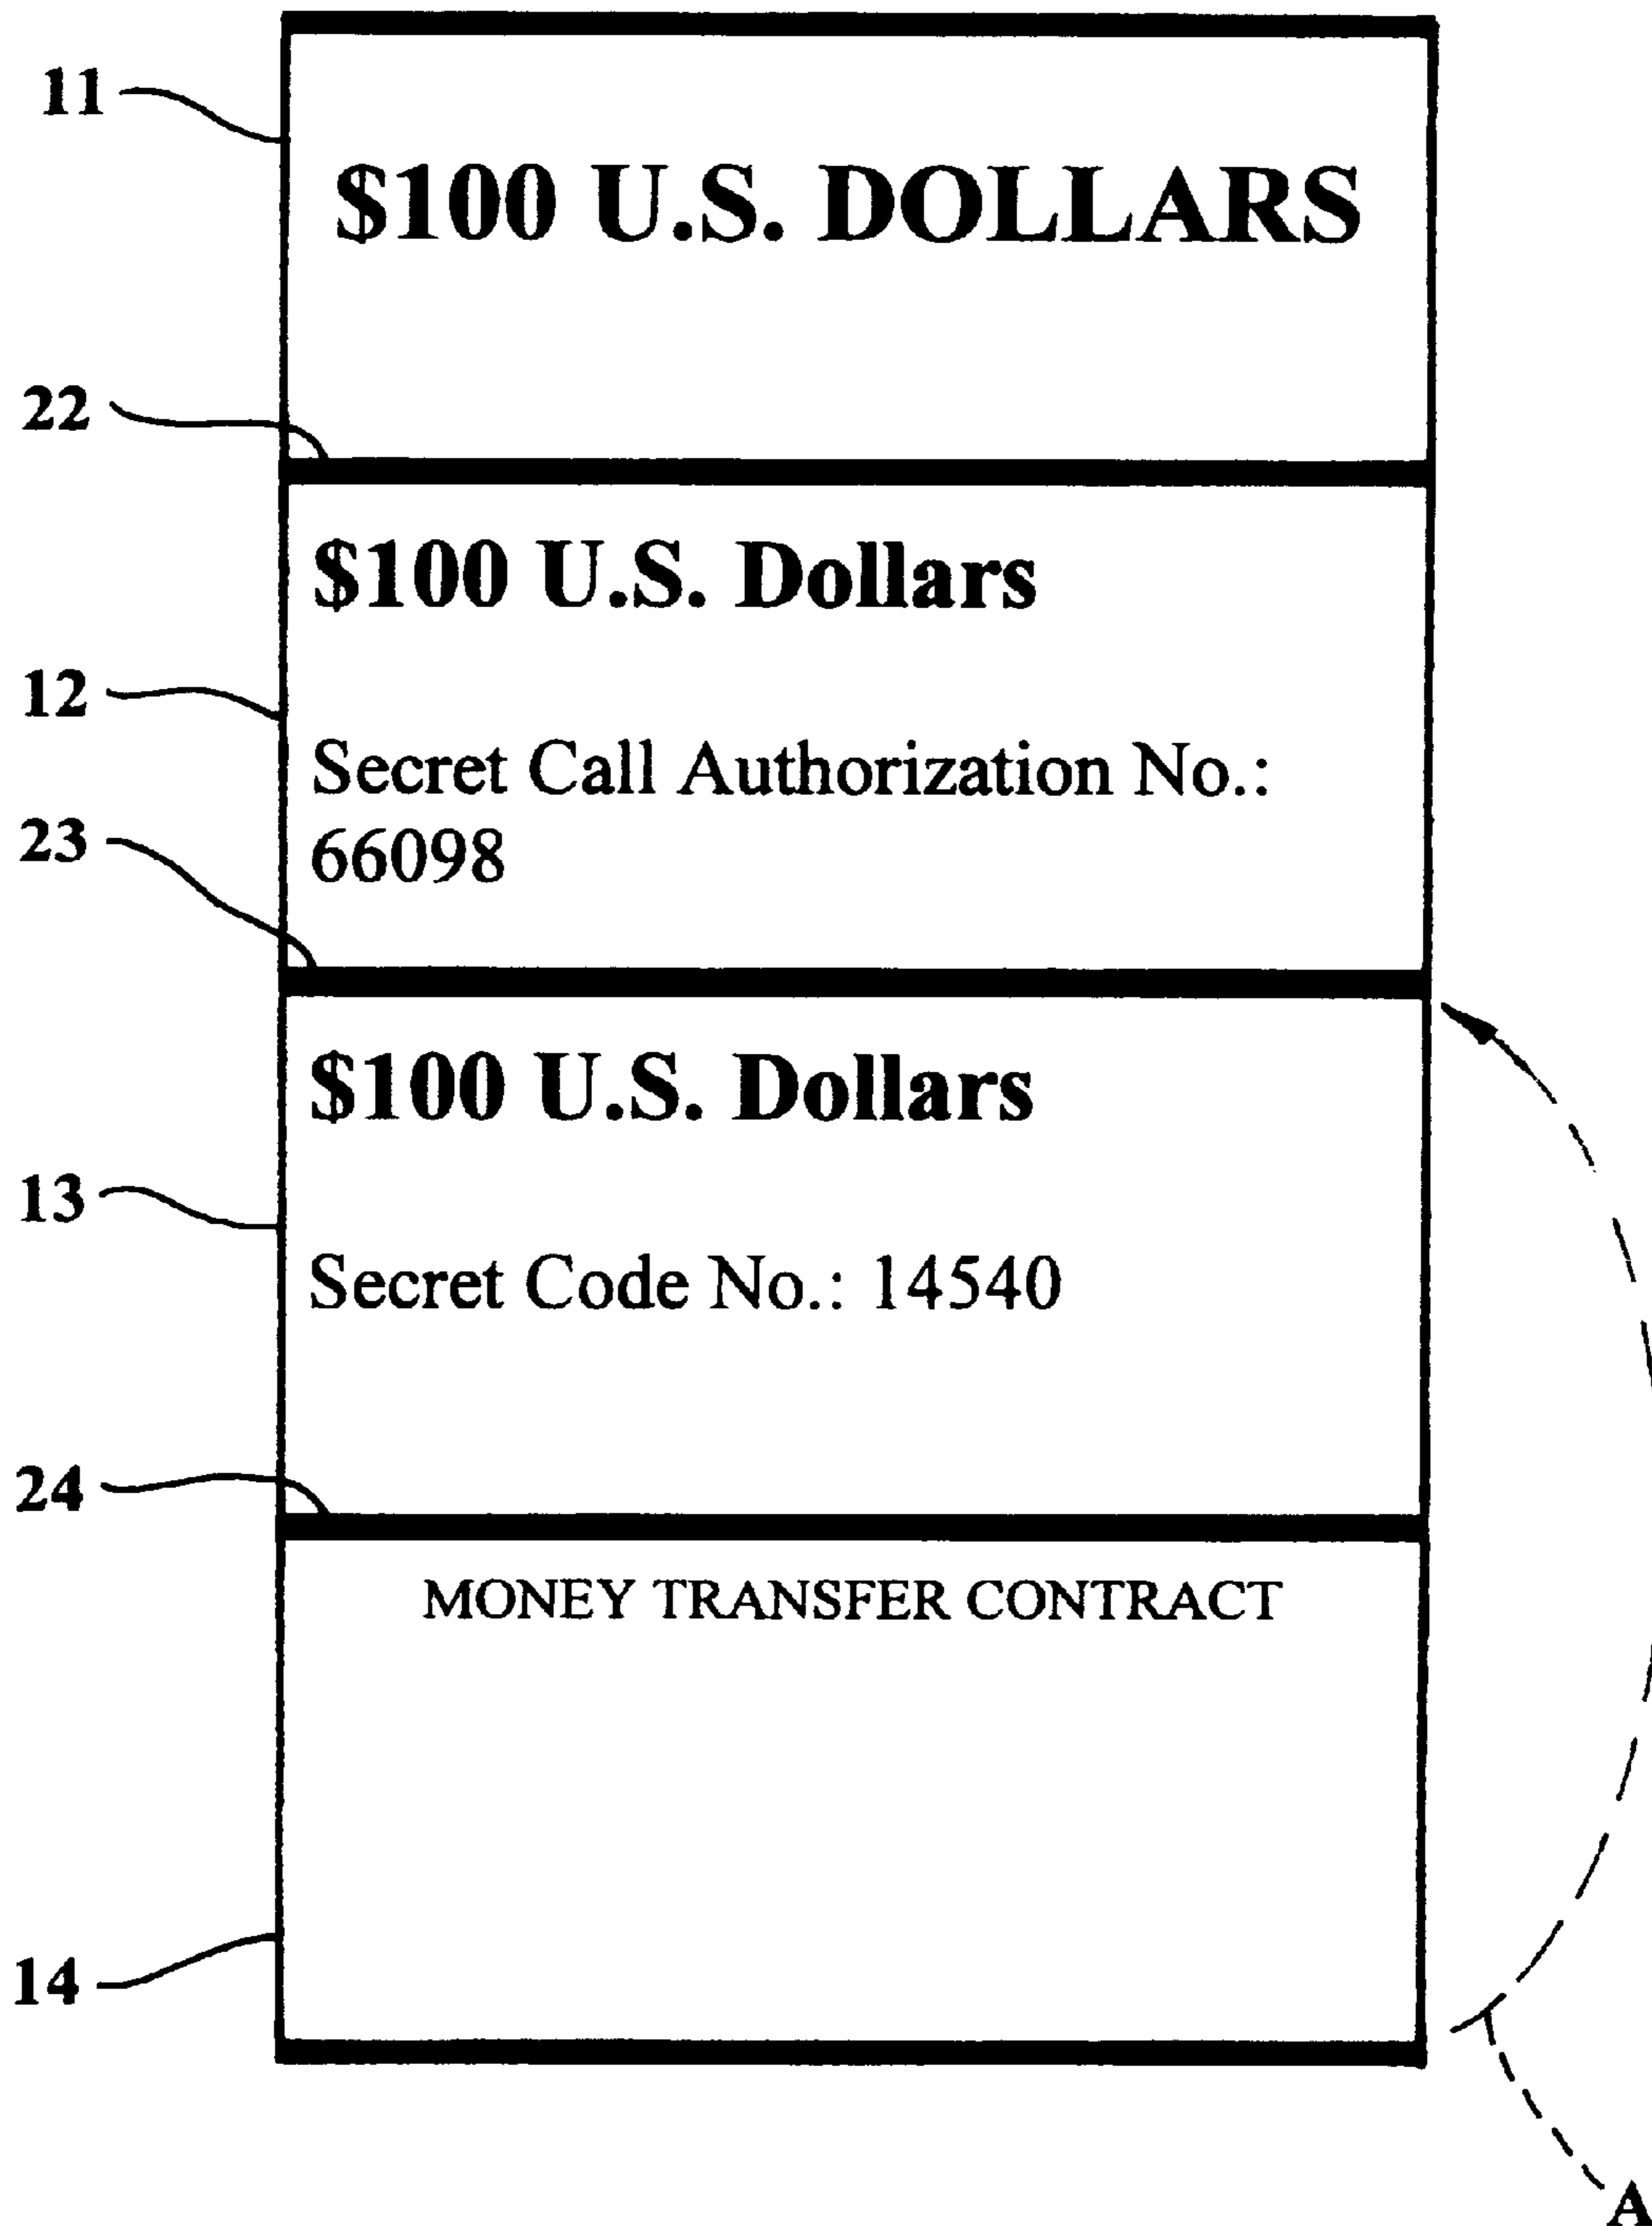 11
$100 U.S. DOLLARS
22
$100 U.S. Dollars
12
Secret Call Authorization No.:
66098
23
$100 U.S. Dollars
13
Secret Code No.: 14540
24
MONEY TRANSFER CONTRACT
14
A